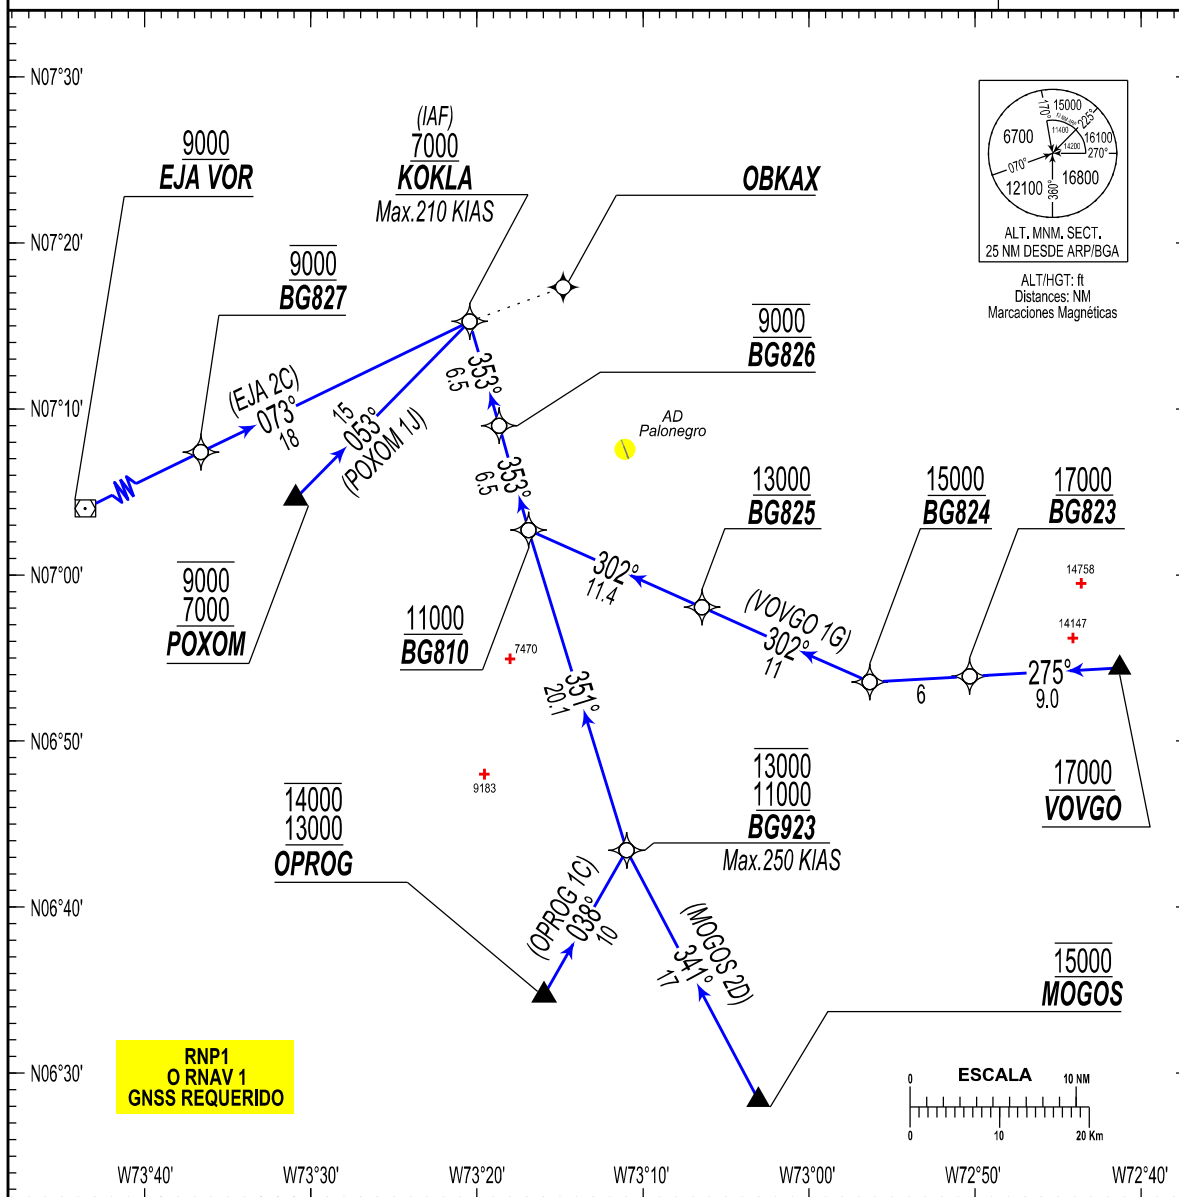 N07°30'
N07°20'
N07°10'
N07°00'
N06°50'
N06°40'
N06°30'
9000
EJA VOR
(IAF)
7000
KOKLA
Max.210 KIAS
OBKAX
9000
BG827
9000
BG826
170°
15000
225°
6700
11400
16100
14200
270°
070°
12100
360°
16800
ALT. MNM. SECT.
25 NM DESDE ARP/BGA
ALT/HGT: ft
Distances: NM
Marcaciones Magnéticas
(EJA 2C)
073°
18
15
053°
(POXOM 1J)
353°
6.5
353°
6.5
AD
Palonegro
13000
BG825
15000
BG824
17000
BG823
9000
7000
POXOM
11000
BG810
302°
11.4
(VOVGO 1G)
302°
11
6
275°
9.0
14758
14147
7470
9183
351°
20.1
17000
VOVGO
14000
13000
OPROG
13000
11000
BG923
Max.250 KIAS
(OPROG 1C)
038°
10
(MOGOS 2D)
341°
17
15000
MOGOS
RNP1
O RNAV 1
GNSS REQUERIDO
ESCALA
0 10 NM
0 10 20 Km
W73°40' W73°30' W73°20' W73°10' W73°00' W72°50' W72°40'